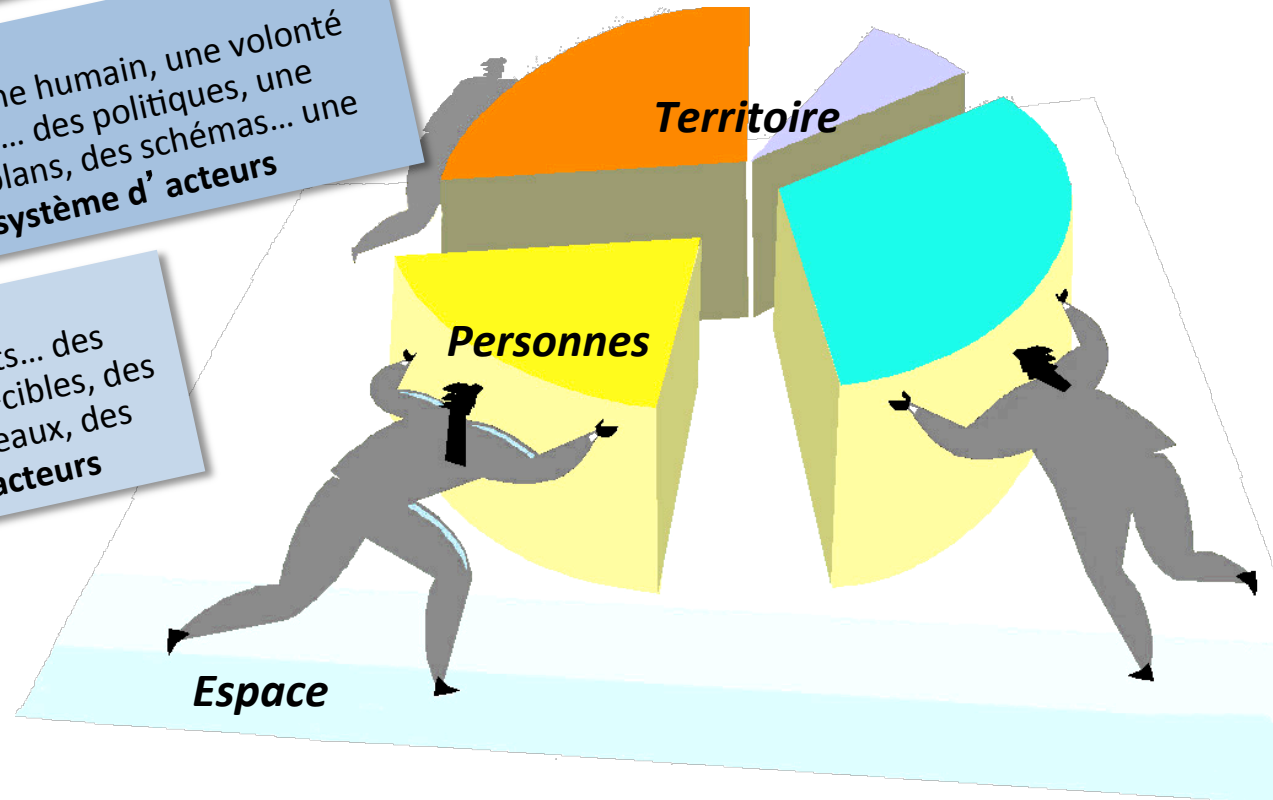 ne humain, une volonté
... des politiques, une
plans, des schémas... une
système d' acteurs
ts... des
cibles, des
eaux, des
acteurs
Territoire
Personnes
Espace